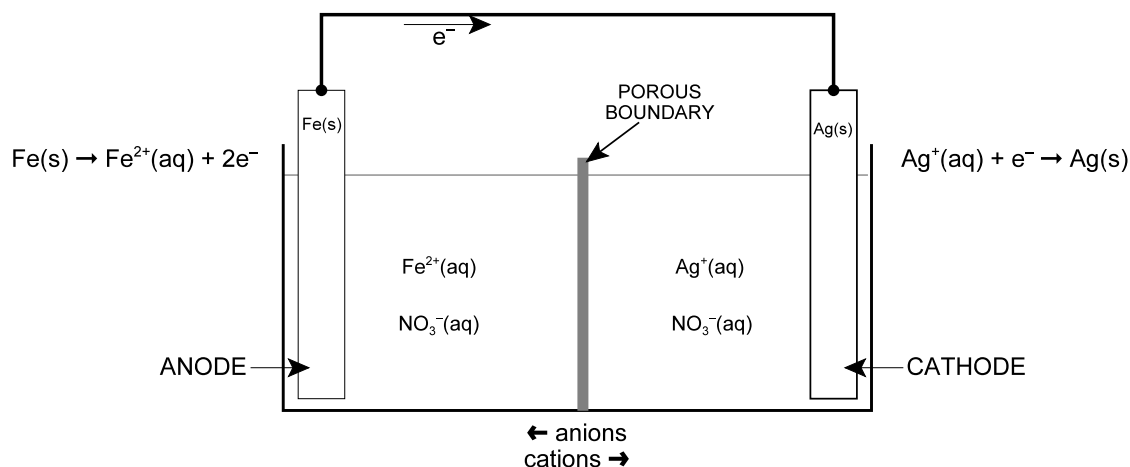 e⁻
POROUS
BOUNDARY
Fe(s)
Ag(s)
Fe(s) → Fe²⁺(aq) + 2e⁻
Ag⁺(aq) + e⁻ → Ag(s)
Fe²⁺(aq)
Ag⁺(aq)
NO₃⁻(aq)
NO₃⁻(aq)
ANODE
CATHODE
← anions
cations →